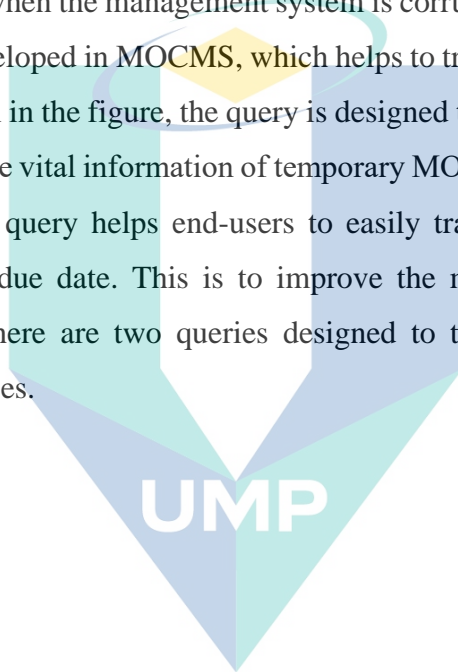 when the management system is corru
eloped in MOCMS, which helps to tr
in the figure, the query is designed
e vital information of temporary MO
query helps end-users to easily tra
due date. This is to improve the
here are two queries designed to t
es.
UMP